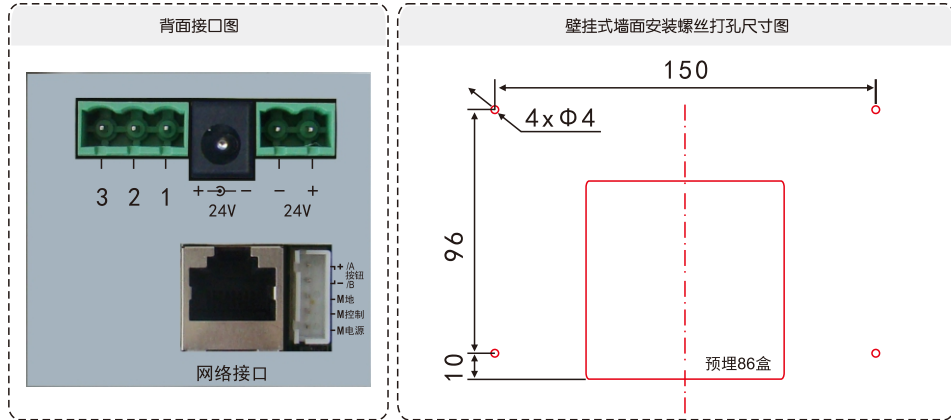 背面接口图
3 2 1
+ − − +
24V 24V
+ /A
按钮
− /B
M地
M控制
M电源
网络接口
壁挂式墙面安装螺丝打孔尺寸图
150
4xΦ4
96
10
预埋86盒